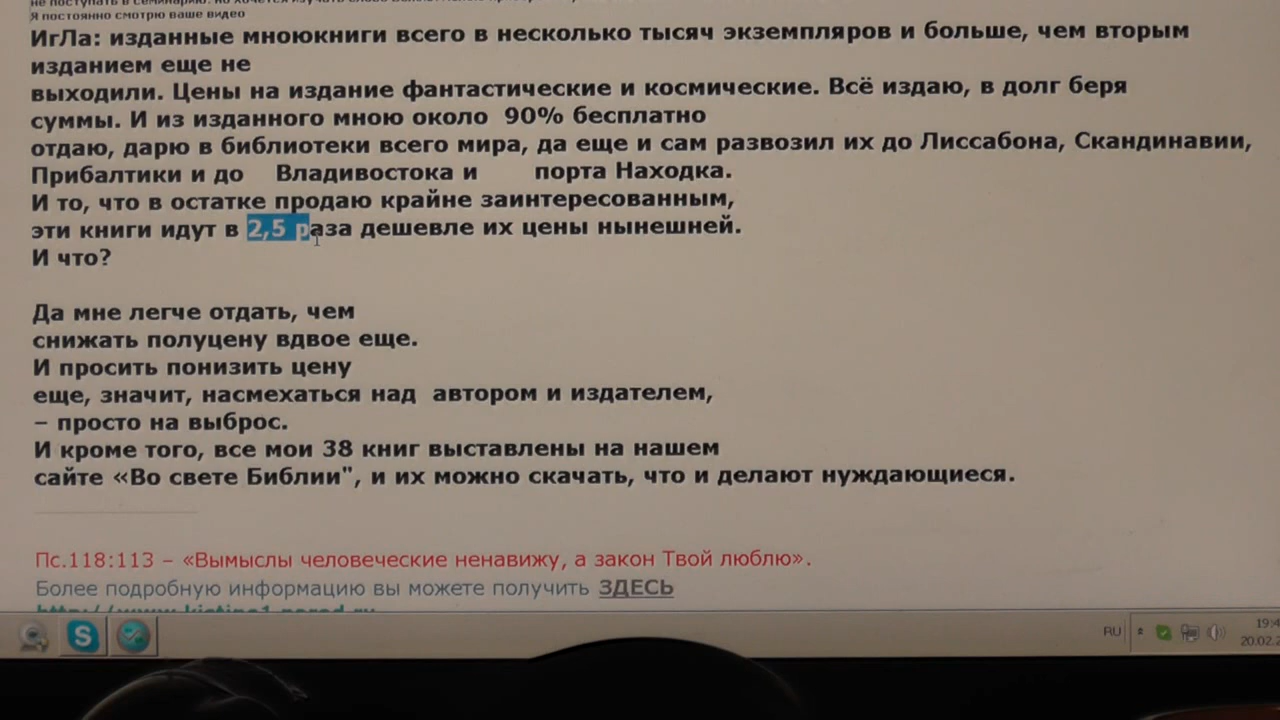 Я постоянно смотрю ваше видео
ИгЛа: изданные мноюкниги всего в несколько тысяч экземпляров и больше, чем вторым
изданием еще не
выходили. Цены на издание фантастические и космические. Всё издаю, в долг беря
суммы. И из изданного мною около 90% бесплатно
отдаю, дарю в библиотеки всего мира, да еще и сам развозил их до Лиссабона, Скандинавии,
Прибалтики и до Владивостока и порта Находка.
И то, что в остатке продаю крайне заинтересованным,
эти книги идут в 2,5 раза дешевле их цены нынешней.
И что?
Да мне легче отдать, чем
снижать полуцену вдвое еще.
И просить понизить цену
еще, значит, насмехаться над автором и издателем,
– просто на выброс.
И кроме того, все мои 38 книг выставлены на нашем
сайте «Во свете Библии", и их можно скачать, что и делают нуждающиеся.
Пс.118:113 – «Вымыслы человеческие ненавижу, а закон Твой люблю».
Более подробную информацию вы можете получить ЗДЕСЬ
RU